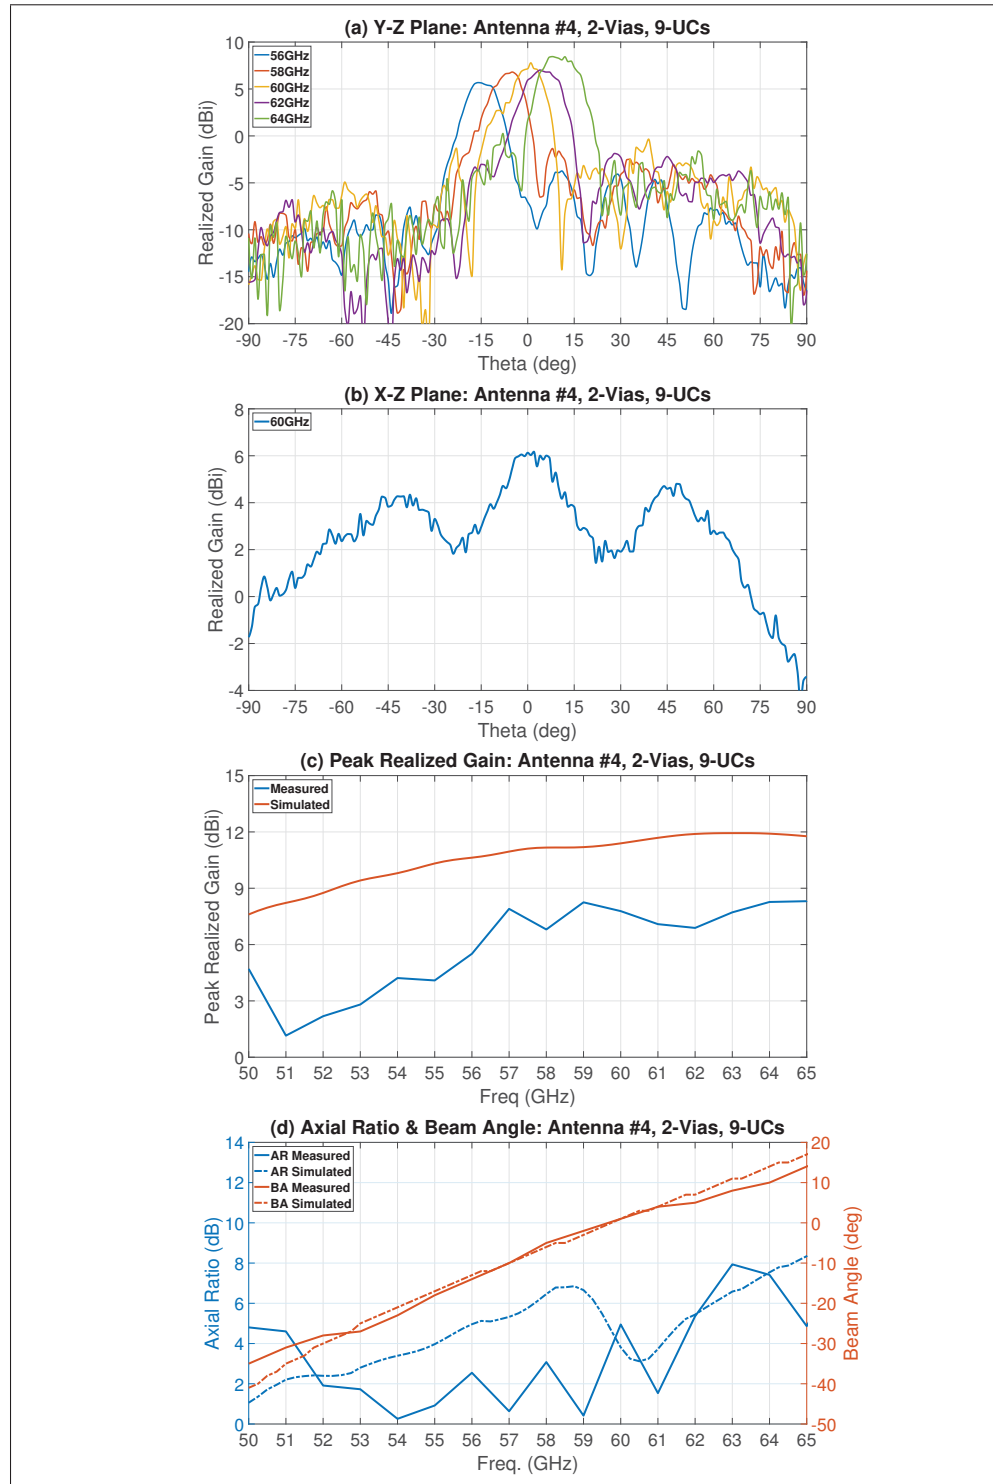 (a) Y-Z Plane: Antenna #4, 2-Vias, 9-UCs
56GHz
58GHz
60GHz
62GHz
64GHz
Realized Gain (dBi)
10
5
0
-5
-10
-15
-20
-90 -75 -60 -45 -30 -15 0 15 30 45 60 75 90
Theta (deg)
(b) X-Z Plane: Antenna #4, 2-Vias, 9-UCs
60GHz
Realized Gain (dBi)
8
6
4
2
0
-2
-4
-90 -75 -60 -45 -30 -15 0 15 30 45 60 75 90
Theta (deg)
(c) Peak Realized Gain: Antenna #4, 2-Vias, 9-UCs
Measured
Simulated
Peak Realized Gain (dBi)
15
12
9
6
3
0
50 51 52 53 54 55 56 57 58 59 60 61 62 63 64 65
Freq (GHz)
(d) Axial Ratio & Beam Angle: Antenna #4, 2-Vias, 9-UCs
AR Measured
AR Simulated
BA Measured
BA Simulated
Axial Ratio (dB)
14
12
10
8
6
4
2
0
20
10
0
-10
-20
-30
-40
-50
Beam Angle (deg)
50 51 52 53 54 55 56 57 58 59 60 61 62 63 64 65
Freq. (GHz)